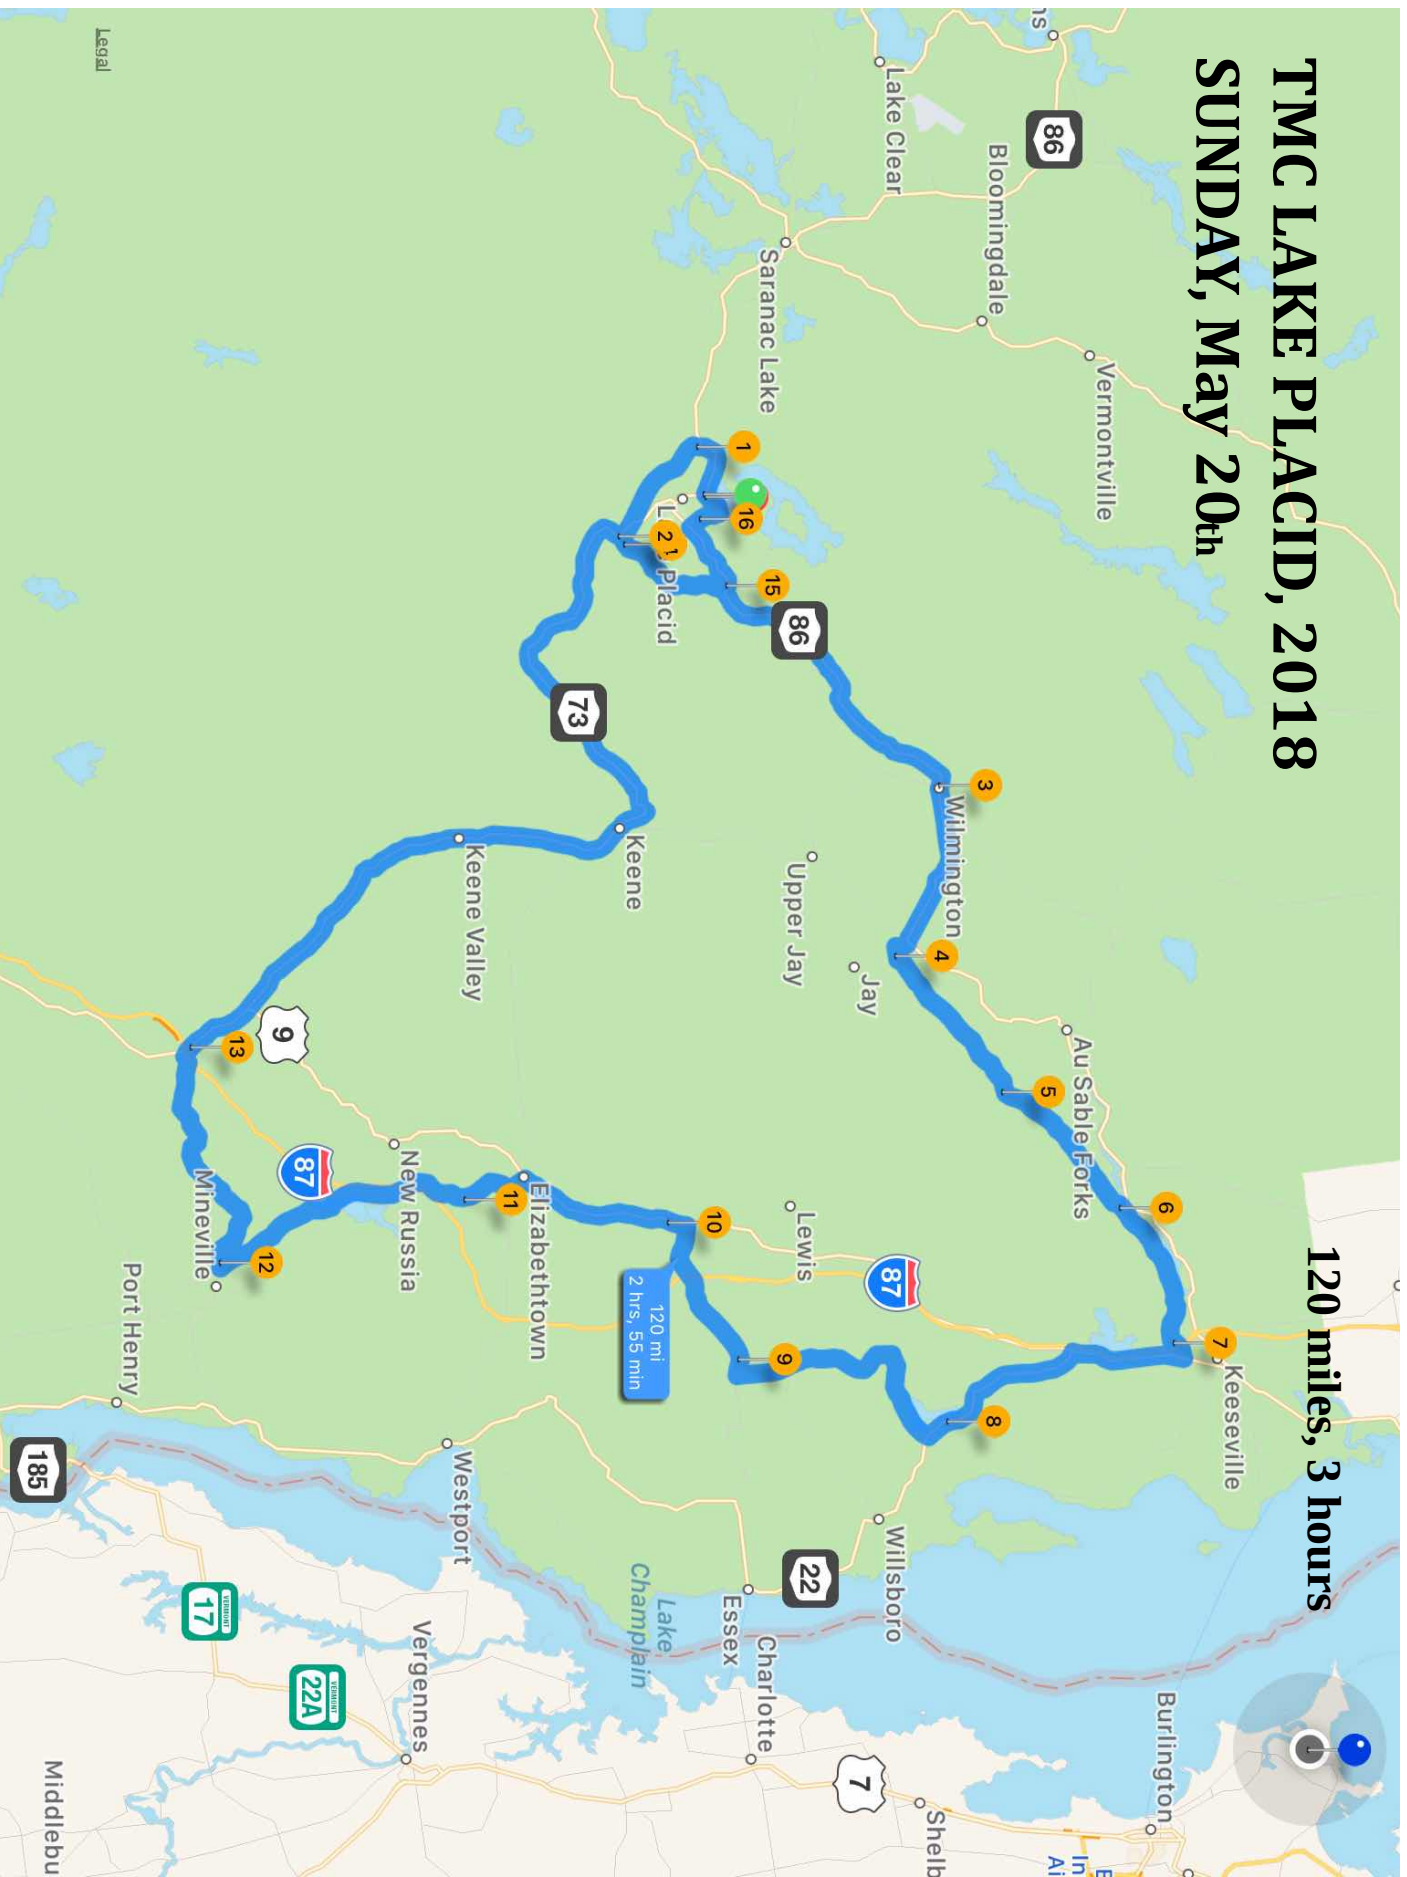 TMC LAKE PLACID, 2018
SUNDAY, May 20th
120 miles, 3 hours
86
Lake Clear
Bloomingdale
Vermontville
Saranac Lake
Keeseville
Burlington
1
16
2
1
Placid
15
86
3
Wilmington
4
Au Sable Forks
5
6
7
8
Upper Jay
Jay
Lewis
87
9
Willsboro
22
Essex
Charlotte
7
73
Keene
Keene Valley
10
120 mi
2 hrs, 55 min
11
Elizabethtown
Lake
Champlain
9
13
New Russia
87
12
Mineville
Port Henry
Westport
185
17
VERMONT
22A
VERMONT
Vergennes
Legal